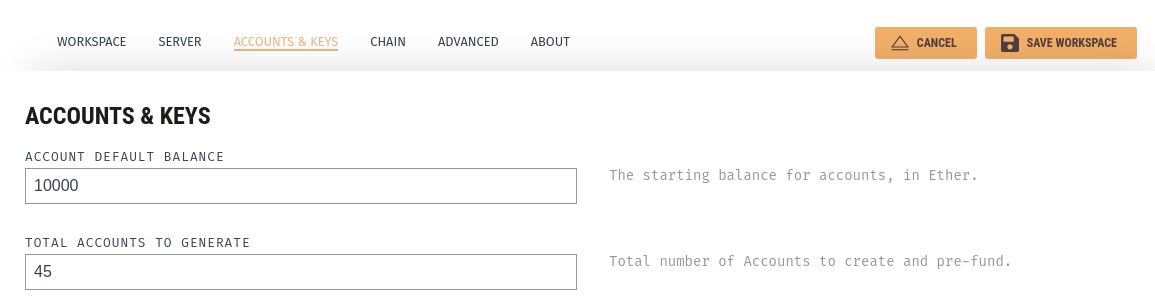 WORKSPACE SERVER ACCOUNTS & KEYS CHAIN ADVANCED ABOUT CANCEL SAVE WORKSPACE
ACCOUNTS & KEYS
ACCOUNT DEFAULT BALANCE
10000 The starting balance for accounts, in Ether.
TOTAL ACCOUNTS TO GENERATE
45 Total number of Accounts to create and pre-fund.